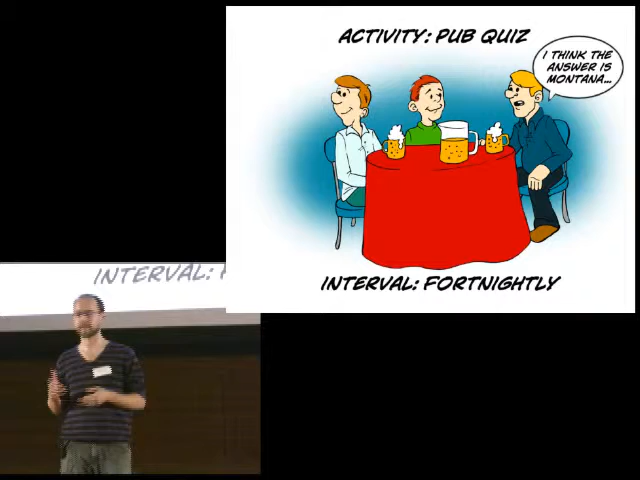 ACTIVITY: PUB QUIZ
I THINK THE
ANSWER IS
MONTANA...
INTERVAL: FORTNIGHTLY
INTERVAL: